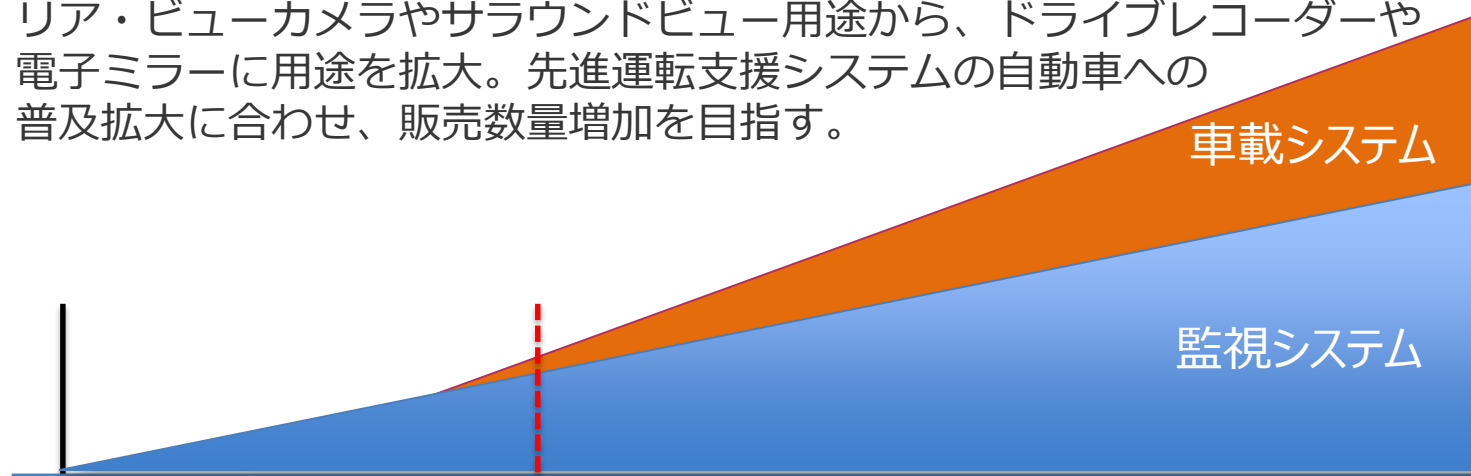 リア・ビューカメラやサラウンドビュー用途から、ドライブレコーダーや
電子ミラーに用途を拡大。先進運転支援システムの自動車への
普及拡大に合わせ、販売数量増加を目指す。
車載システム
監視システム